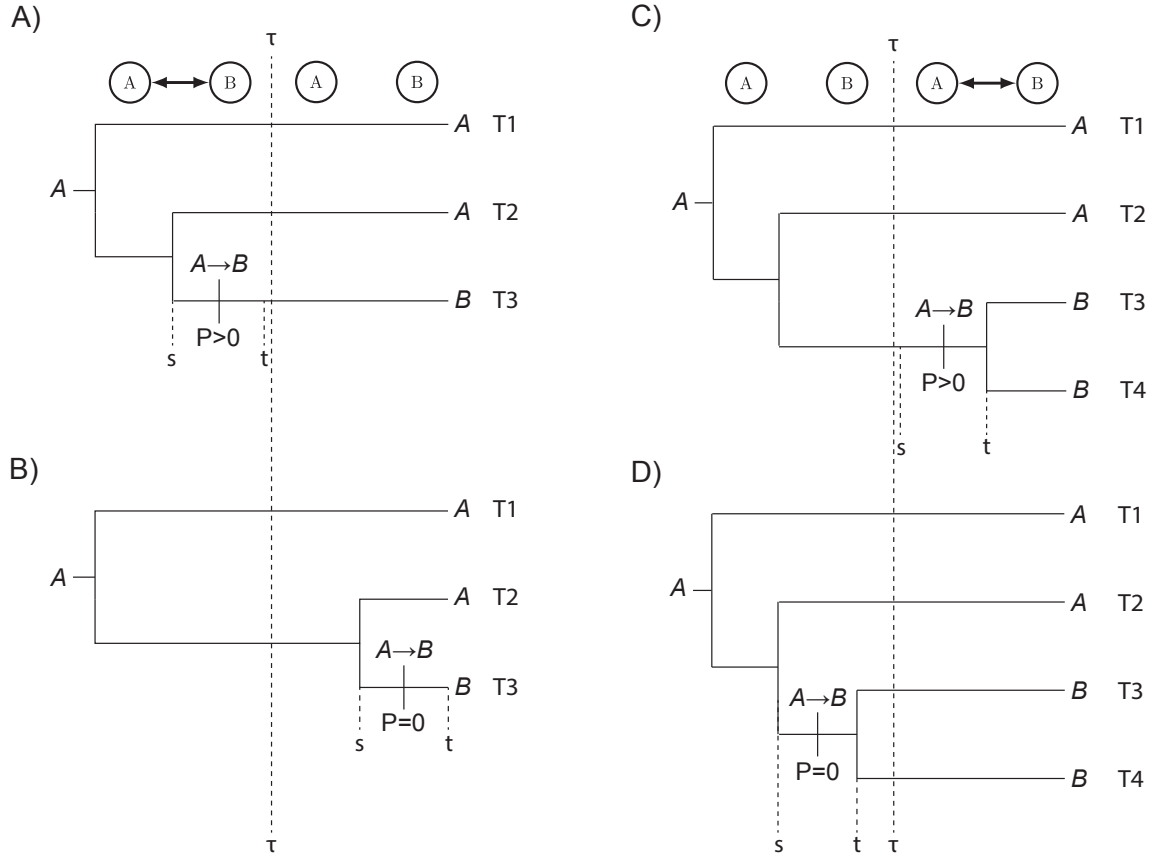 A)
τ
A B A B
A T1
A
A T2
A→B
B T3
P>0
s t
B)
A T1
A
A T2
A→B
B T3
P=0
s t
τ
C)
τ
A B A B
A T1
A
A T2
A→B
B T3
P>0
B T4
s t
D)
A T1
A
A T2
A→B
B T3
P=0
B T4
s t τ